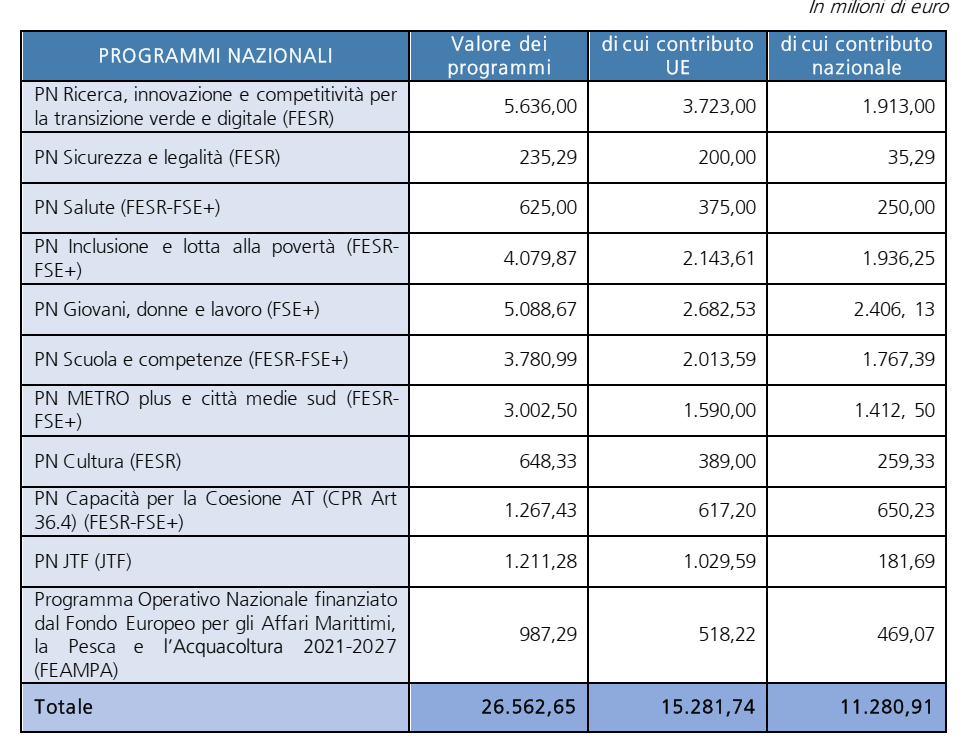 In milioni di euro
PROGRAMMI NAZIONALI
Valore dei
programmi
di cui contributo
UE
di cui contributo
nazionale
PN Ricerca, innovazione e competitività per
la transizione verde e digitale (FESR)
5.636,00
3.723,00
1.913,00
PN Sicurezza e legalità (FESR)
235,29
200,00
35,29
PN Salute (FESR-FSE+)
625,00
375,00
250,00
PN Inclusione e lotta alla povertà (FESR-
FSE+)
4.079,87
2.143,61
1.936,25
PN Giovani, donne e lavoro (FSE+)
5.088,67
2.682,53
2.406, 13
PN Scuola e competenze (FESR-FSE+)
3.780,99
2.013,59
1.767,39
PN METRO plus e città medie sud (FESR-
FSE+)
3.002,50
1.590,00
1.412, 50
PN Cultura (FESR)
648,33
389,00
259,33
PN Capacità per la Coesione AT (CPR Art
36.4) (FESR-FSE+)
1.267,43
617,20
650,23
PN JTF (JTF)
1.211,28
1.029,59
181,69
Programma Operativo Nazionale finanziato
dal Fondo Europeo per gli Affari Marittimi,
la Pesca e l'Acquacoltura 2021-2027
(FEAMPA)
987,29
518,22
469,07
Totale
26.562,65
15.281,74
11.280,91